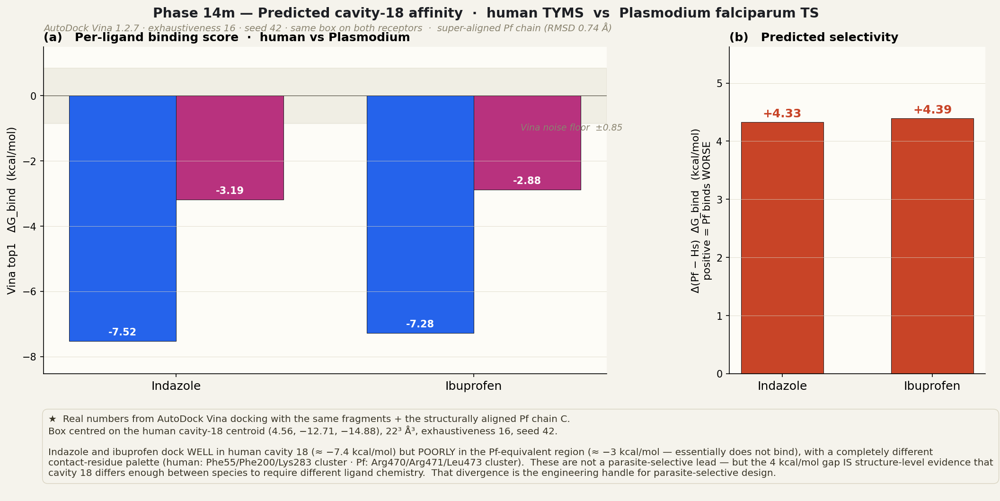 Phase 14m — Predicted cavity-18 affinity · human TYMS vs Plasmodium falciparum TS
AutoDock Vina 1.2.7 · exhaustiveness 16 · seed 42 · same box on both receptors · super-aligned Pf chain (RMSD 0.74 Å)
(a) Per-ligand binding score · human vs Plasmodium
Vina top1 ΔG_bind (kcal/mol)
0
−2
−4
−6
−8
Vina noise floor ±0.85
-7.52
-3.19
-7.28
-2.88
Indazole
Ibuprofen
(b) Predicted selectivity
Δ(Pf − Hs) ΔG_bind (kcal/mol)
positive = Pf binds WORSE
5
4
3
2
1
0
+4.33
+4.39
Indazole
Ibuprofen
★ Real numbers from AutoDock Vina docking with the same fragments + the structurally aligned Pf chain C.
Box centred on the human cavity-18 centroid (4.56, −12.71, −14.88), 22³ Å³, exhaustiveness 16, seed 42.
Indazole and ibuprofen dock WELL in human cavity 18 (≈ −7.4 kcal/mol) but POORLY in the Pf-equivalent region (≈ −3 kcal/mol — essentially does not bind), with a completely different
contact-residue palette (human: Phe55/Phe200/Lys283 cluster · Pf: Arg470/Arg471/Leu473 cluster). These are not a parasite-selective lead — but the 4 kcal/mol gap IS structure-level evidence that
cavity 18 differs enough between species to require different ligand chemistry. That divergence is the engineering handle for parasite-selective design.